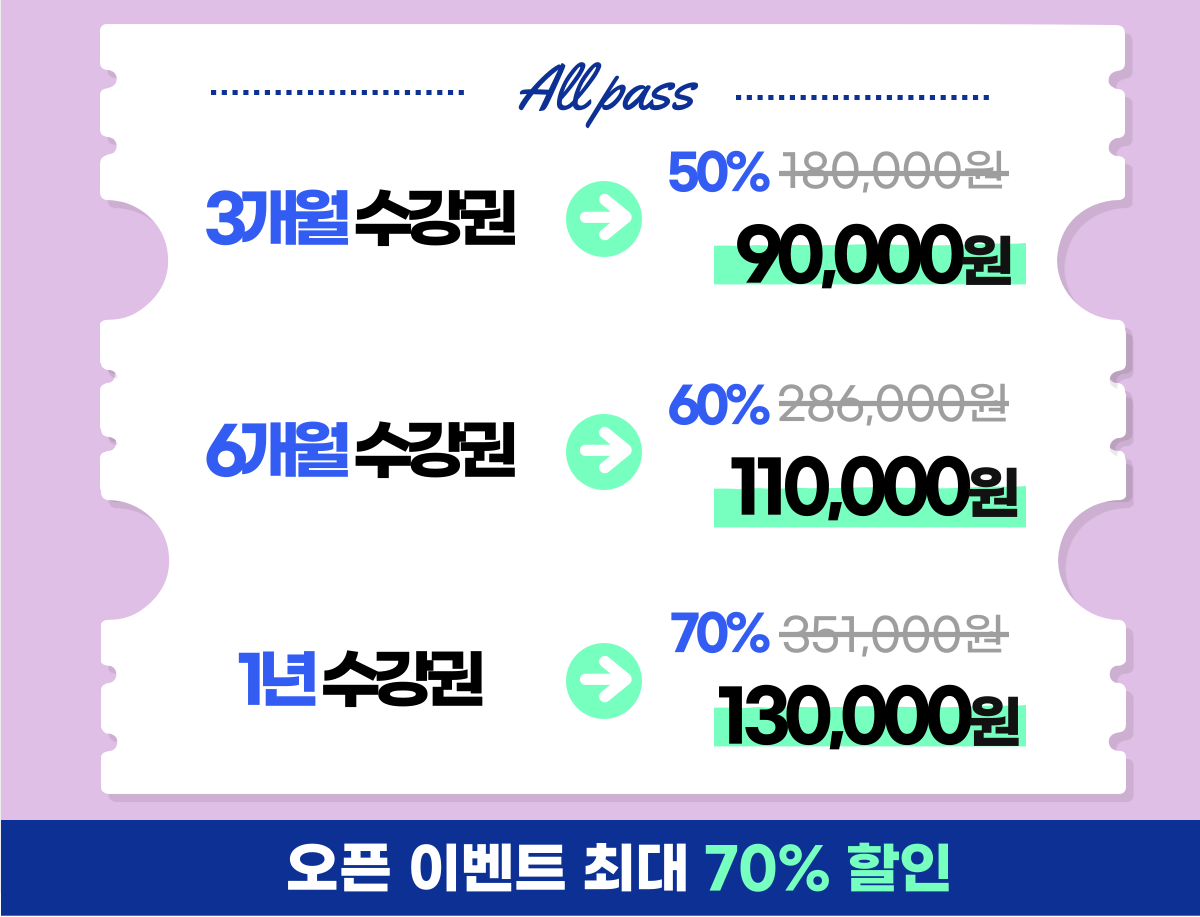 All pass
50% 180,000원
3개월 수강권
90,000원
60% 286,000원
6개월 수강권
110,000원
70% 351,000원
1년 수강권
130,000원
오픈 이벤트 최대 70% 할인